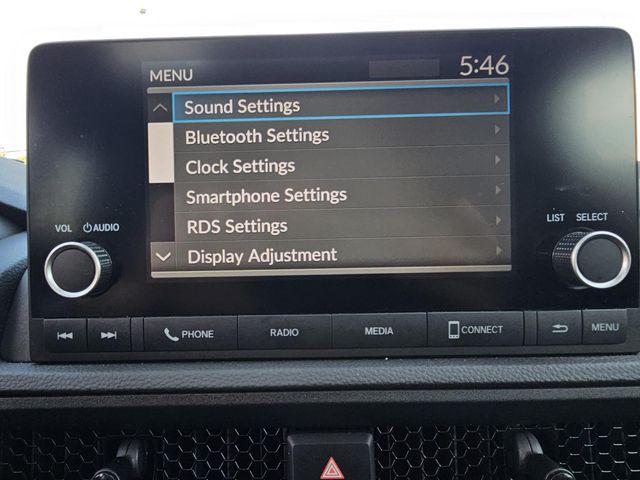 MENU 5:46
Sound Settings
Bluetooth Settings
Clock Settings
Smartphone Settings
RDS Settings
Display Adjustment
VOL AUDIO
LIST SELECT
PHONE RADIO MEDIA CONNECT MENU